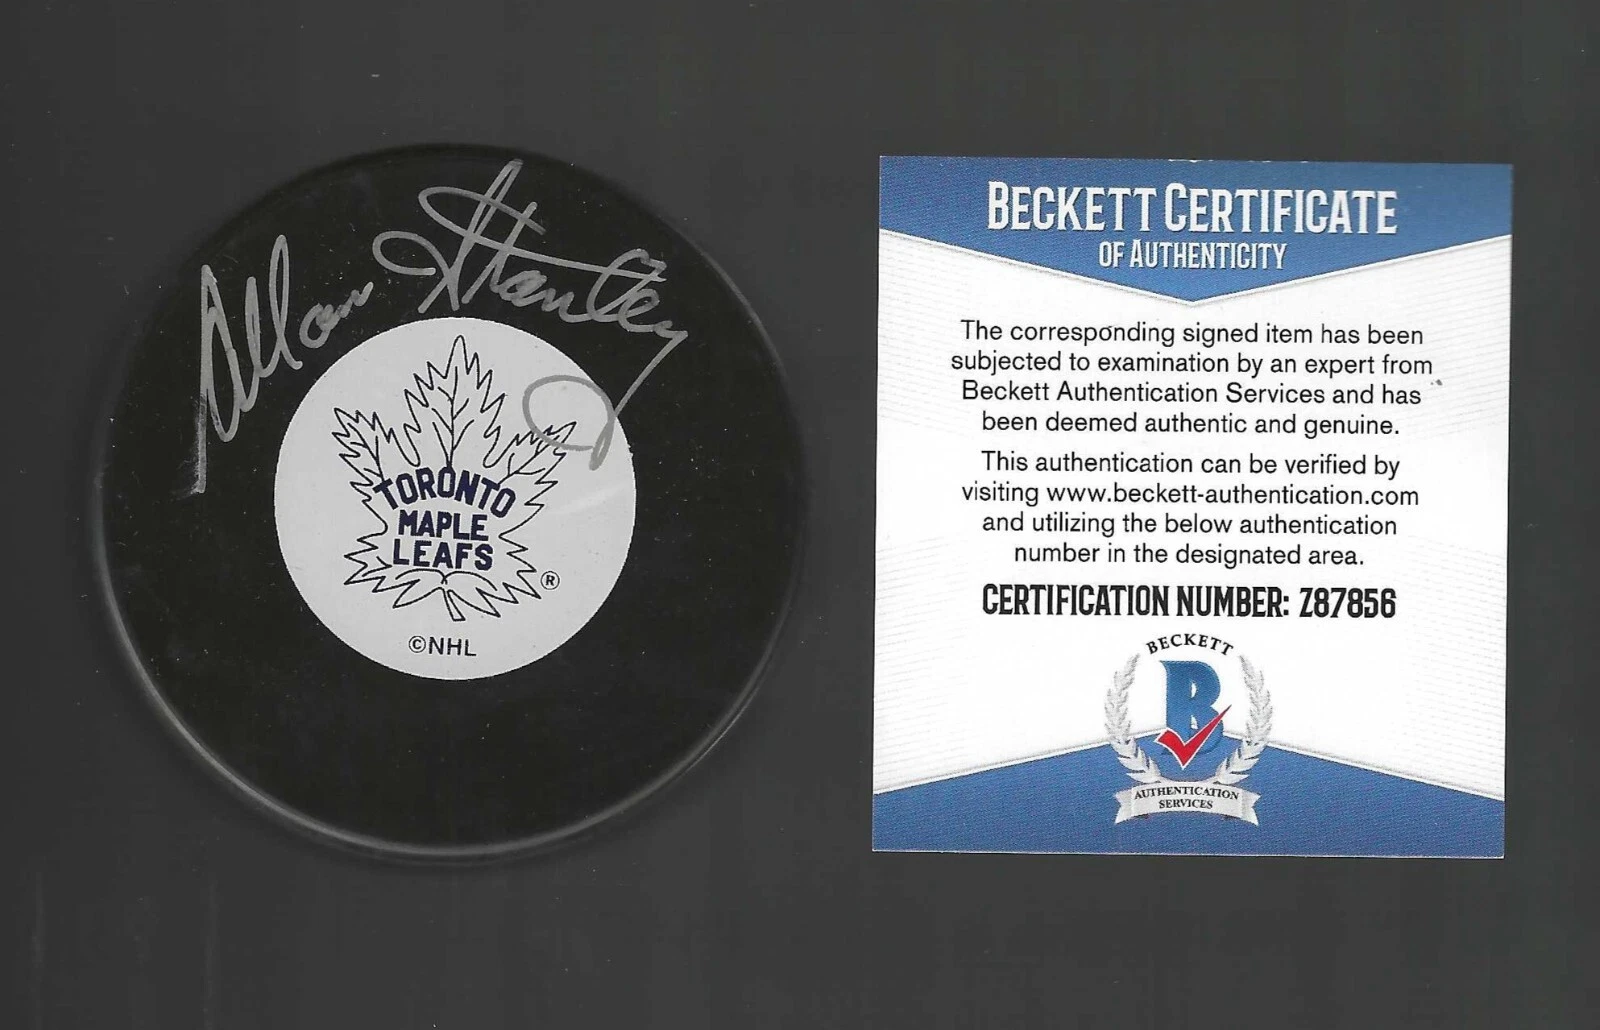 Allan Stanley
TORONTO
MAPLE
LEAFS
®
©NHL
BECKETT CERTIFICATE
OF AUTHENTICITY
The corresponding signed item has been
subjected to examination by an expert from
Beckett Authentication Services and has
been deemed authentic and genuine.
This authentication can be verified by
visiting www.beckett-authentication.com
and utilizing the below authentication
number in the designated area.
CERTIFICATION NUMBER: Z87856
BECKETT
B
AUTHENTICATION
SERVICES